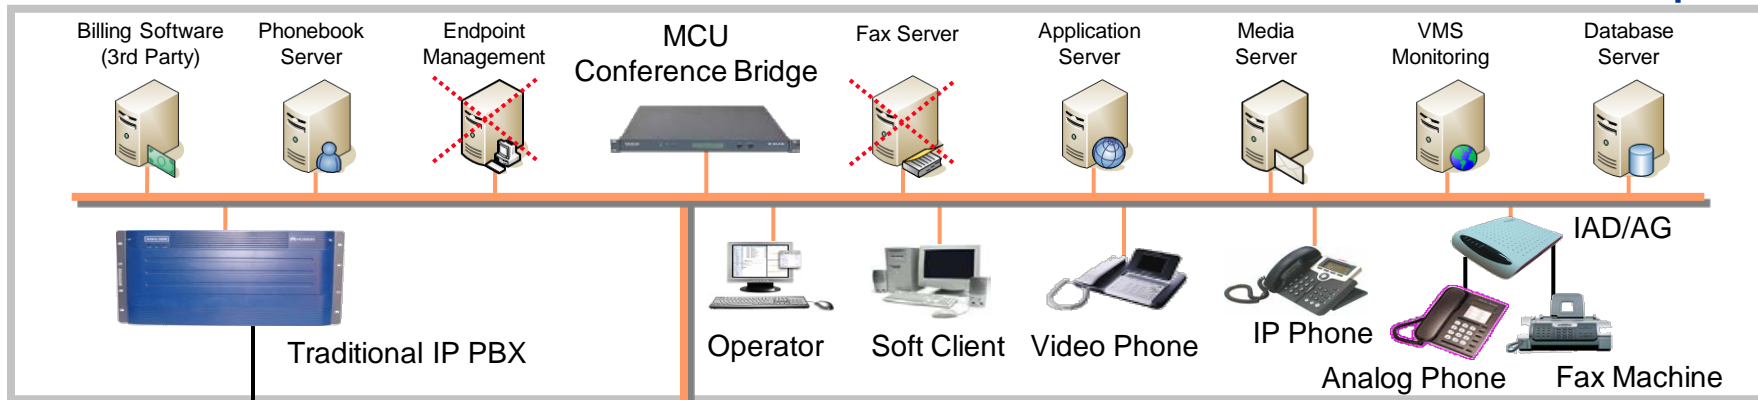 Billing Software
(3rd Party)
Phonebook
Server
Endpoint
Management
MCU
Conference Bridge
Fax Server
Application
Server
Media
Server
VMS
Monitoring
Database
Server
IAD/AG
Traditional IP PBX
Operator
Soft Client
Video Phone
IP Phone
Analog Phone
Fax Machine